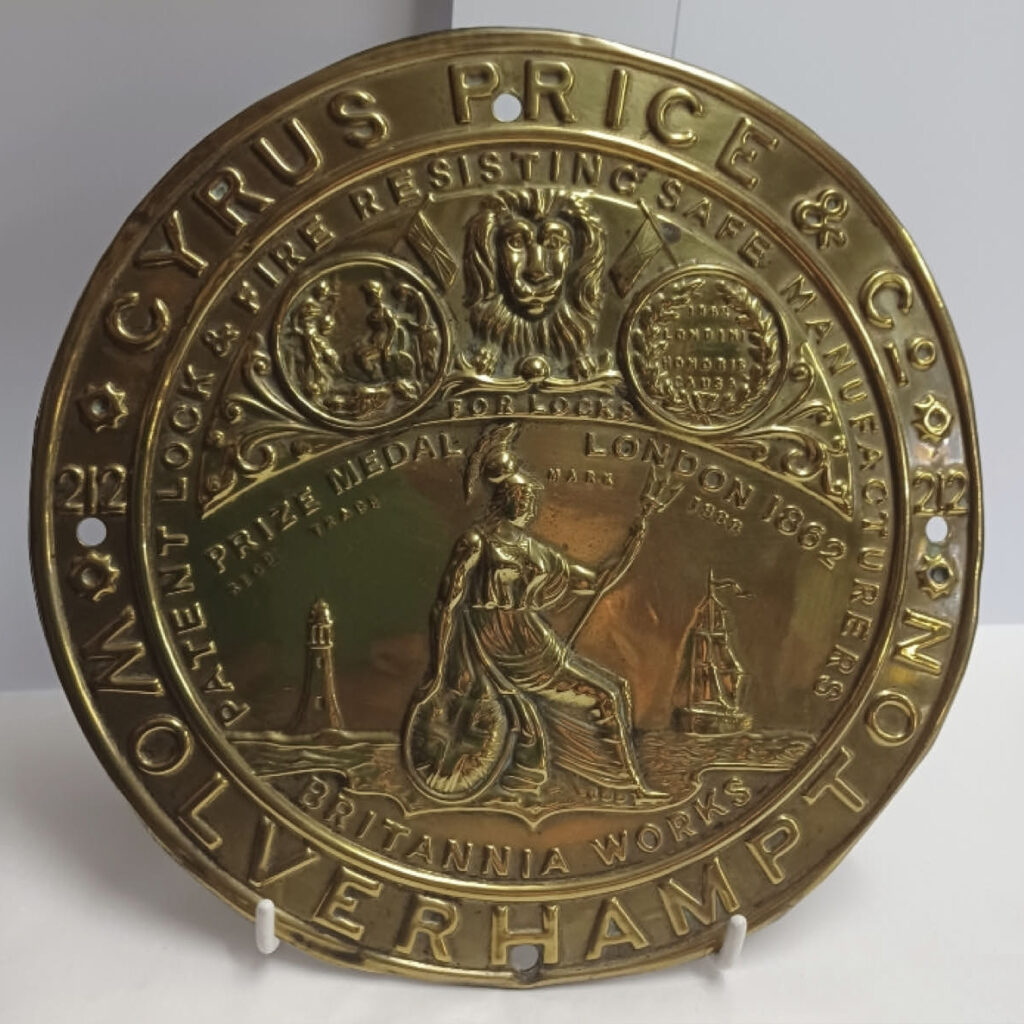 CYRUS PRICE & Co
212
212
WOLVERHAMPTON
PATENT LOCK & FIRE RESISTING SAFE MANUFACTURERS
LONDINI
HONORIS
CAUSA
FOR LOCKS
PRIZE MEDAL LONDON 1862
TRADE MARK
BRITANNIA WORKS